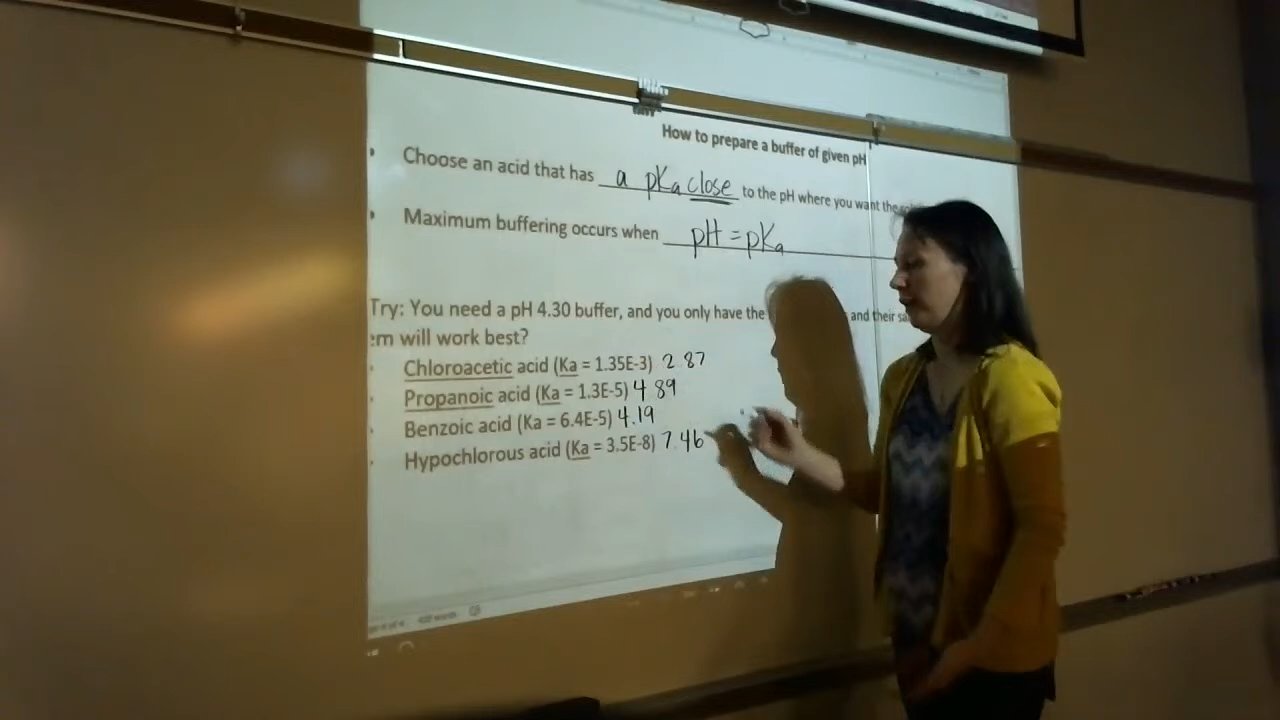 How to prepare a buffer of given pH
• Choose an acid that has a pKa close to the pH where you want the
• Maximum buffering occurs when pH = pKa
Try: You need a pH 4.30 buffer, and you only have the and their
em will work best?
Chloroacetic acid (Ka = 1.35E-3) 2 87
Propanoic acid (Ka = 1.3E-5) 4 89
Benzoic acid (Ka = 6.4E-5) 4.19
Hypochlorous acid (Ka = 3.5E-8) 7.46